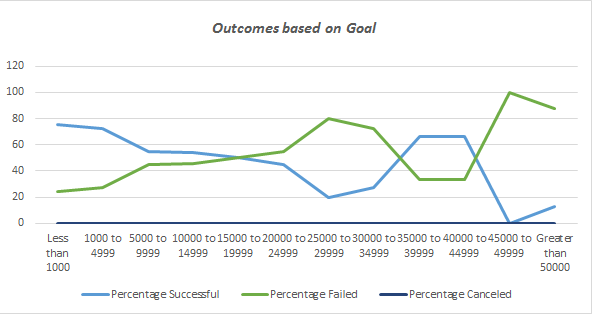 Outcomes based on Goal
120
100
80
60
40
20
0
Less than 1000
1000 to 4999
5000 to 9999
10000 to 14999
15000 to 19999
20000 to 24999
25000 to 29999
30000 to 34999
35000 to 39999
40000 to 44999
45000 to 49999
Greater than 50000
Percentage Successful
Percentage Failed
Percentage Canceled